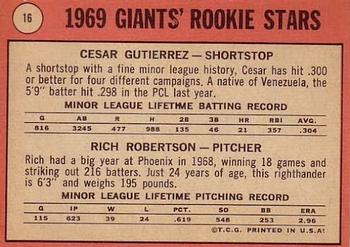 16
1969 GIANTS' ROOKIE STARS
CESAR GUTIERREZ — SHORTSTOP
A shortstop with a fine minor league history, Cesar has hit .300
or better for four different campaigns. A native of Venezuela, the
5'9" batter hit .298 in the PCL last year.
MINOR LEAGUE LIFETIME BATTING RECORD
G AB R H 2B 3B HR RBI AVG.
816 3245 477 988 135 46 21 357 .304
RICH ROBERTSON — PITCHER
Rich had a big year at Phoenix in 1968, winning 18 games and
striking out 216 batters. Just 24 years of age, this righthander
is 6'3" and weighs 195 pounds.
MINOR LEAGUE LIFETIME PITCHING RECORD
G IP W L PCT. SO BB ERA
115 623 39 24 .619 548 253 2.96
©T.C.G. PRINTED IN U.S.A.